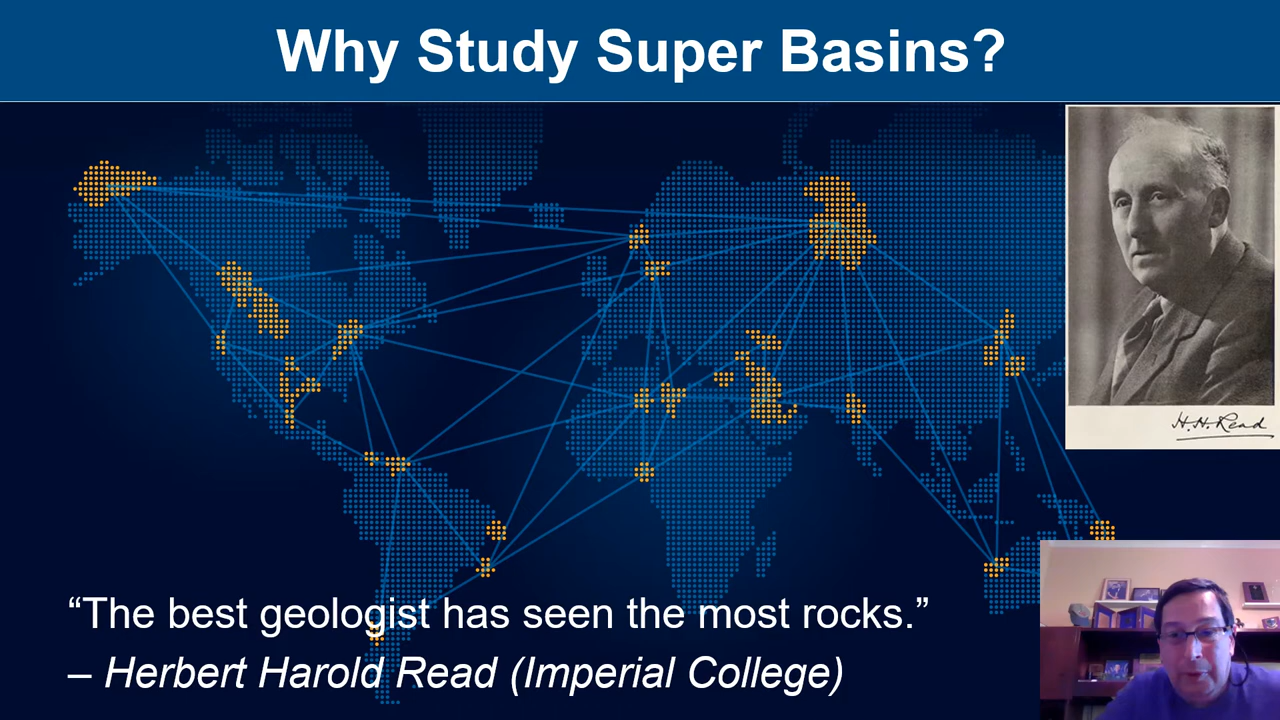 Why Study Super Basins?
H. H. Read
“The best geologist has seen the most rocks.”
– Herbert Harold Read (Imperial College)